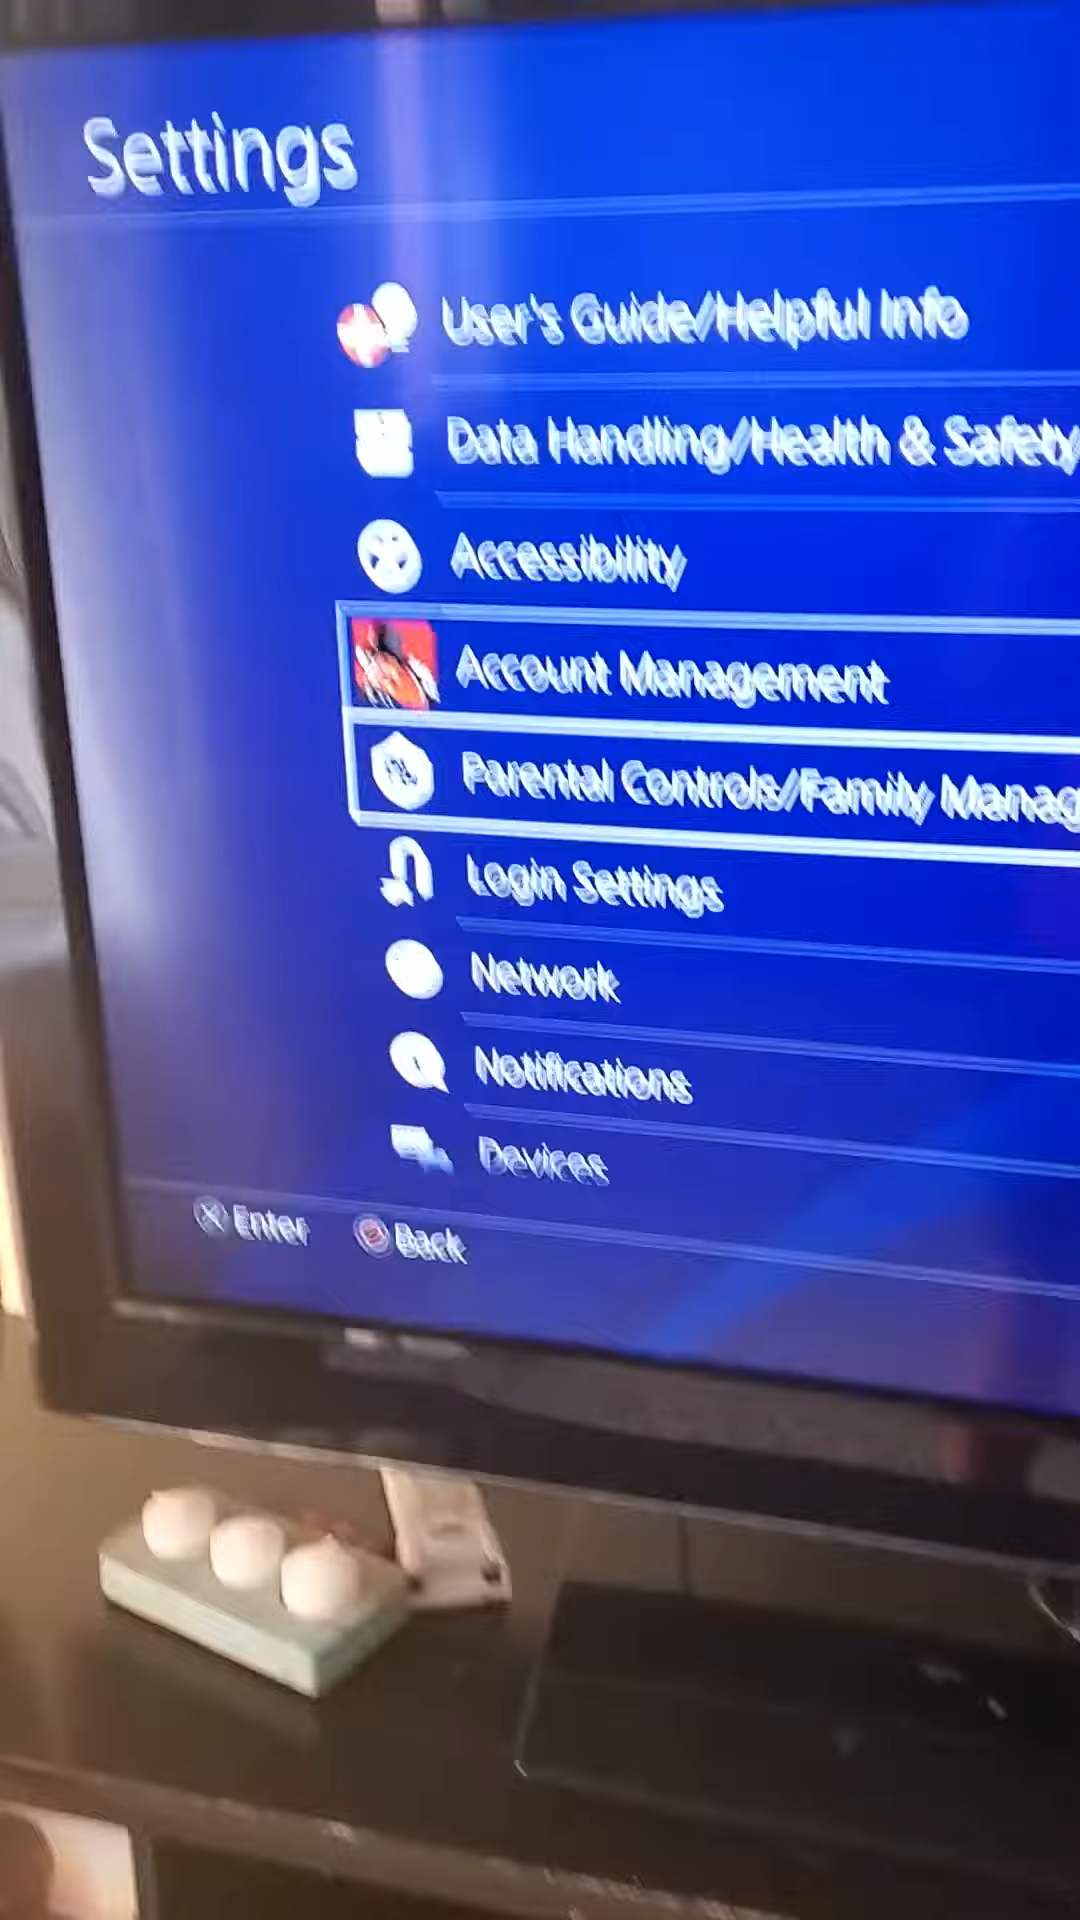 Settings
User's Guide/Helpful Info
Data Handling/Health & Safety
Accessibility
Account Management
Parental Controls/Family Manag
Login Settings
Network
Notifications
Devices
Enter
Back